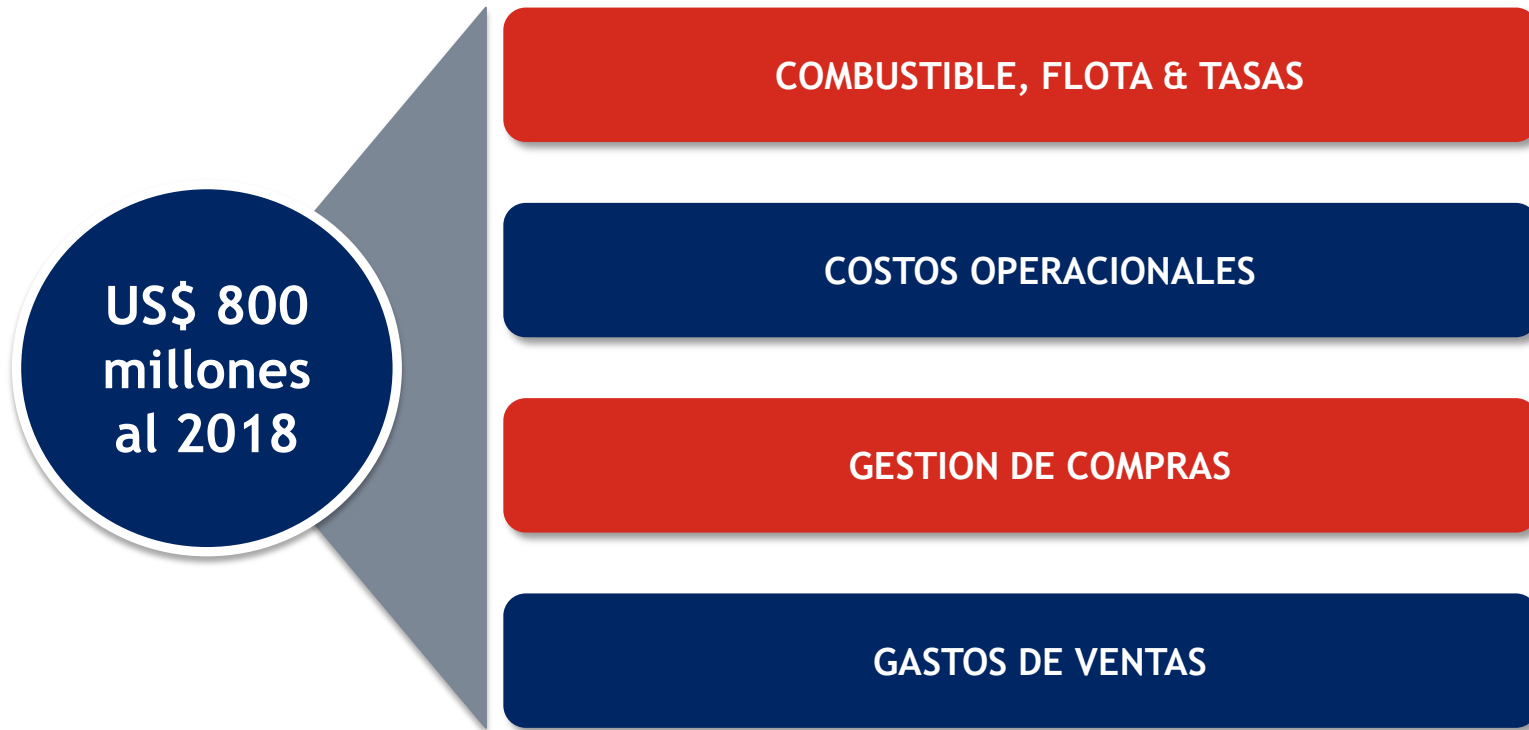 US$ 800
millones
al 2018
COMBUSTIBLE, FLOTA & TASAS
COSTOS OPERACIONALES
GESTION DE COMPRAS
GASTOS DE VENTAS